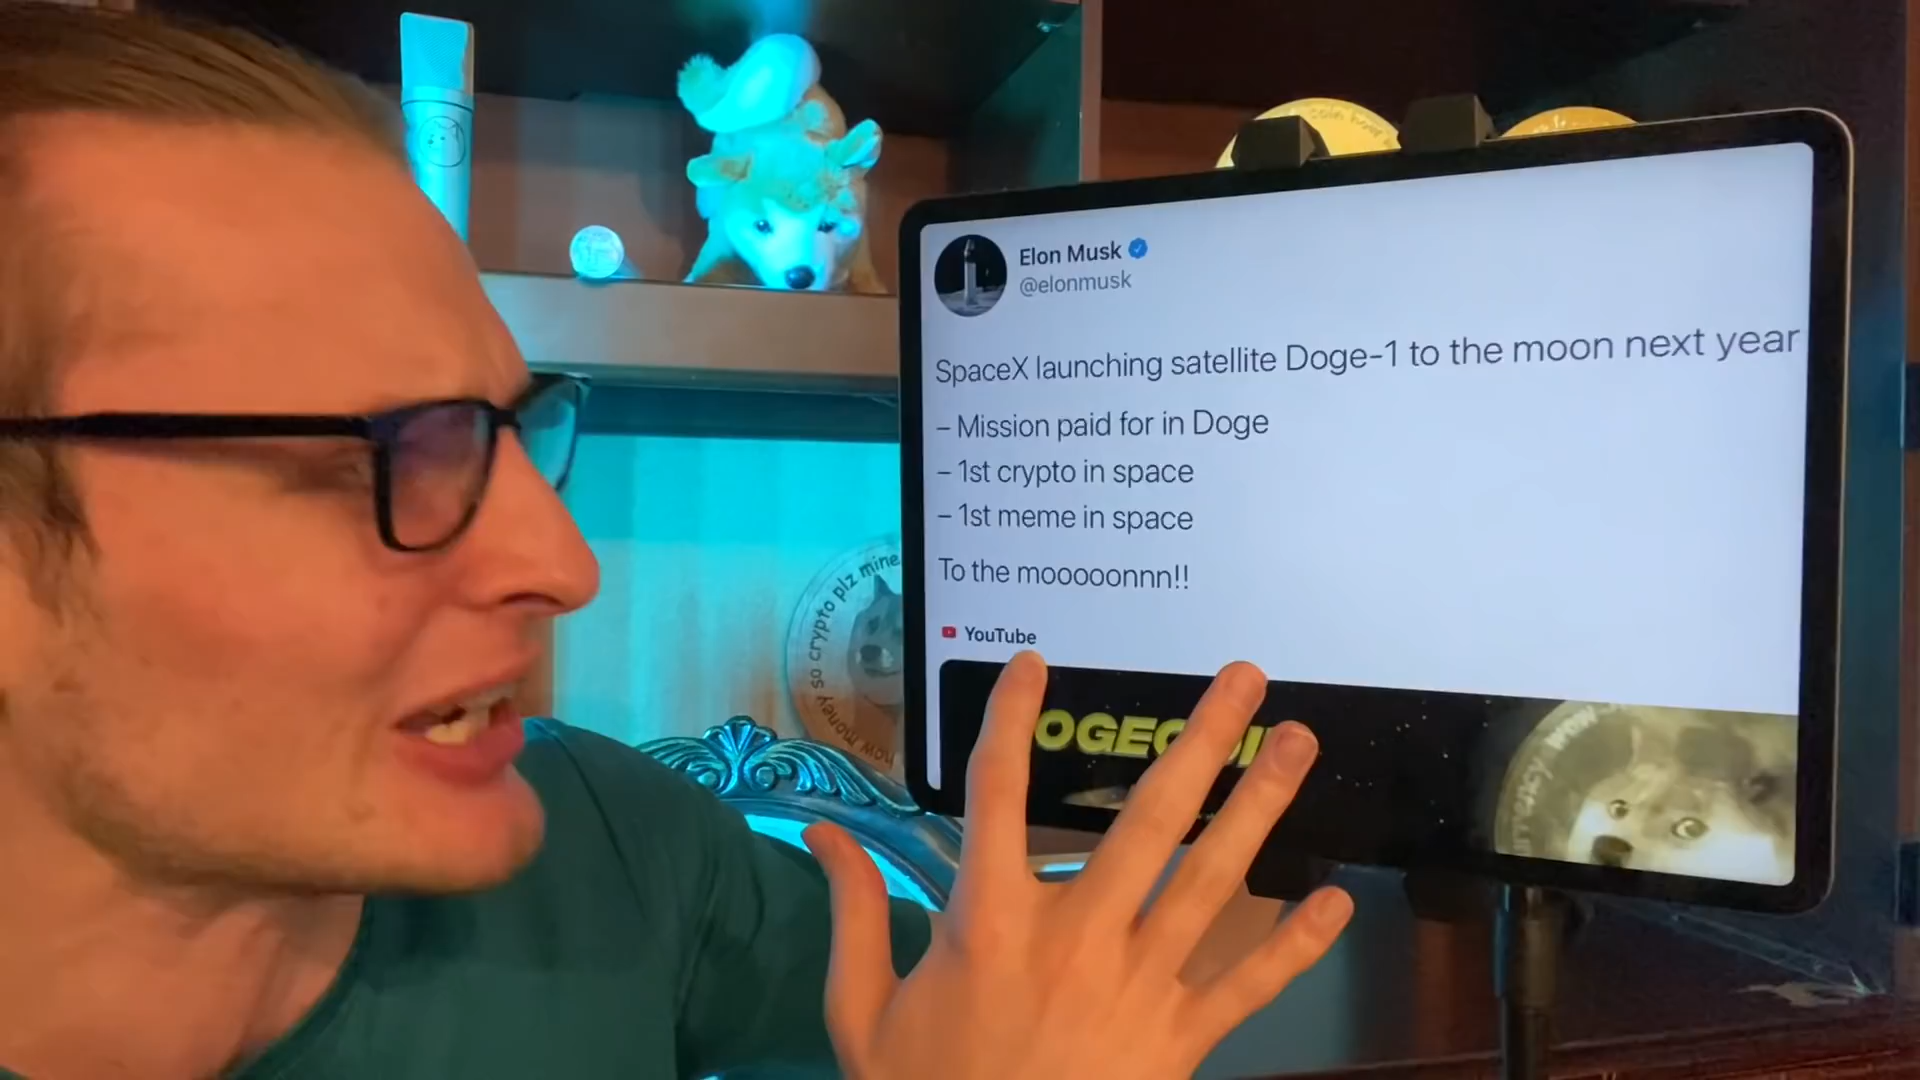 Elon Musk
@elonmusk
SpaceX launching satellite Doge-1 to the moon next year
– Mission paid for in Doge
– 1st crypto in space
– 1st meme in space
To the mooooonnn!!
YouTube
how money so crypto plz mine